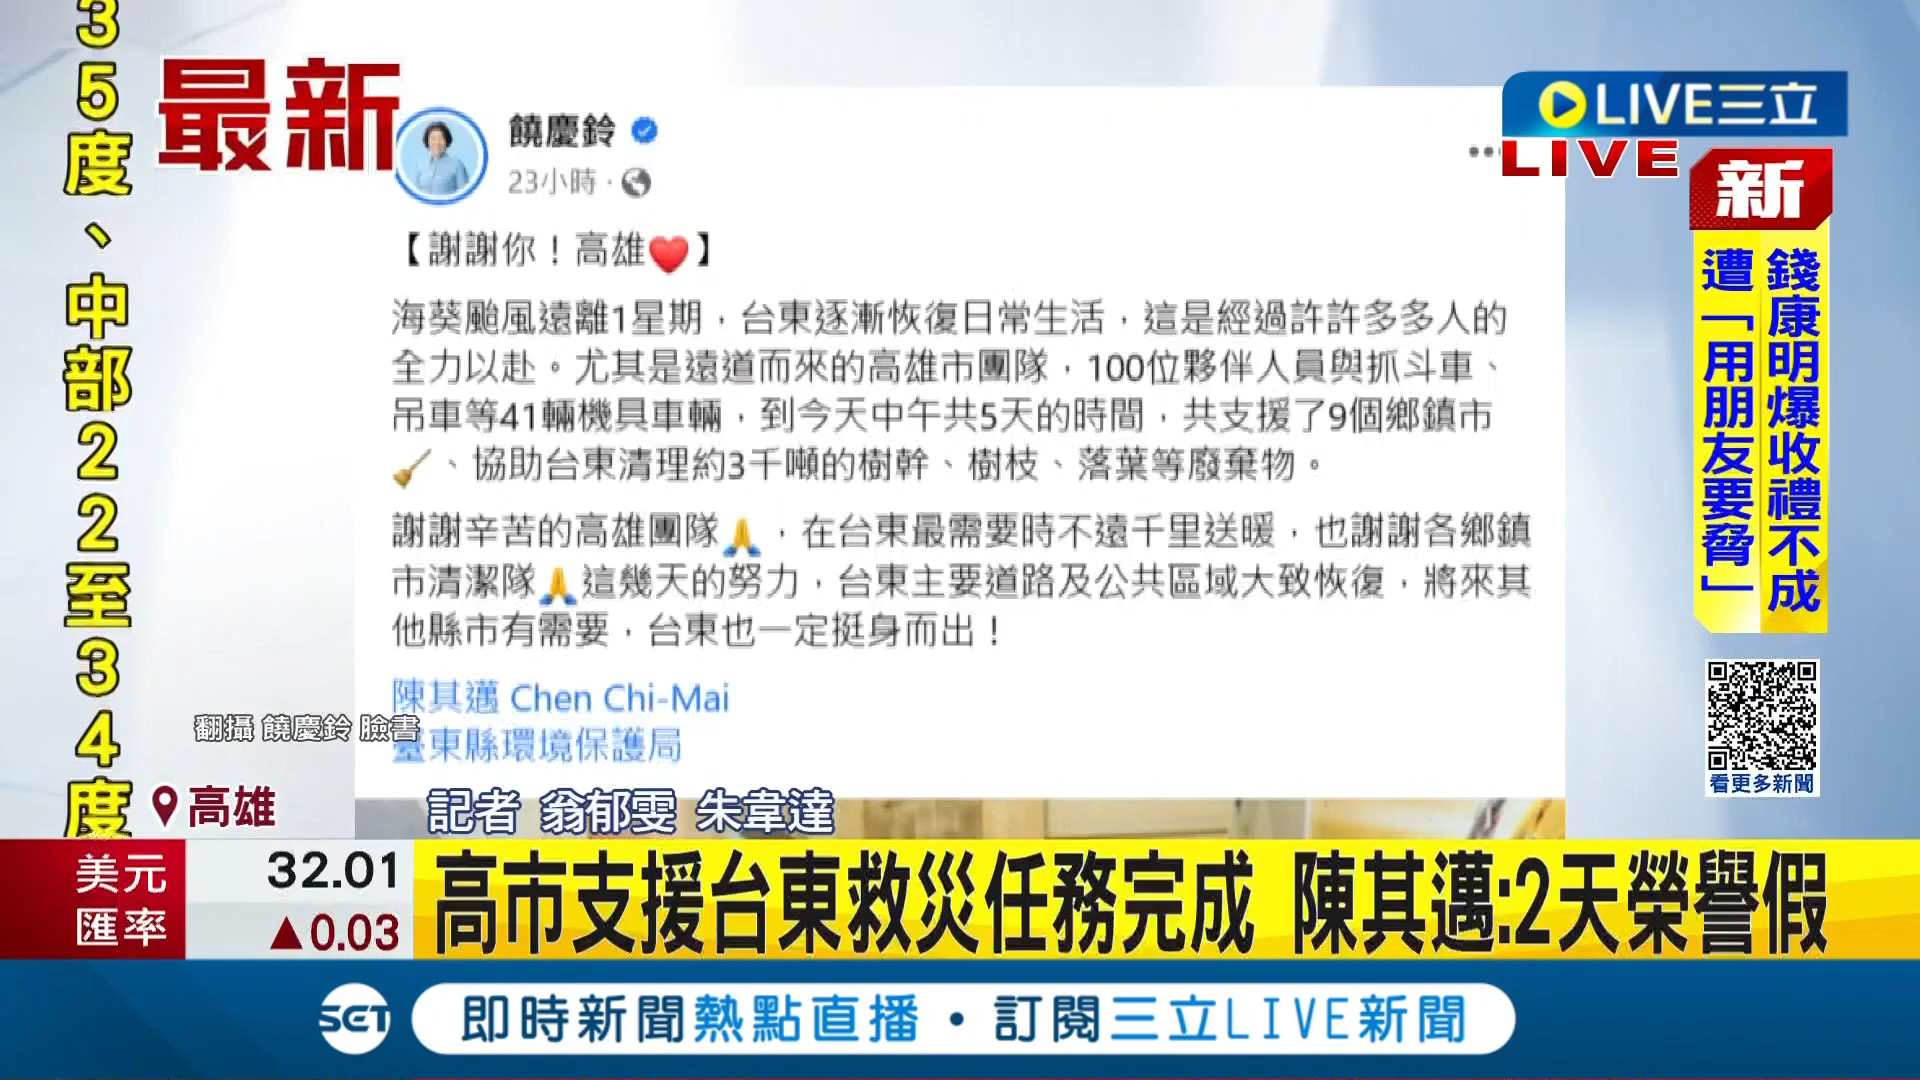 35度、中部22至34度
最新
饒慶鈴
23小時
【謝謝你！高雄❤️】
海葵颱風遠離1星期，台東逐漸恢復日常生活，這是經過許許多多人的
全力以赴。尤其是遠道而來的高雄市團隊，100位夥伴人員與抓斗車、
吊車等41輛機具車輛，到今天中午共5天的時間，共支援了9個鄉鎮市
🧹、協助台東清理約3千噸的樹幹、樹枝、落葉等廢棄物。
謝謝辛苦的高雄團隊🙏，在台東最需要時不遠千里送暖，也謝謝各鄉鎮
市清潔隊🙏這幾天的努力，台東主要道路及公共區域大致恢復，將來其
他縣市有需要，台東也一定挺身而出！
陳其邁 Chen Chi-Mai
臺東縣環境保護局
翻攝 饒慶鈴 臉書
LIVE三立
LIVE
新
錢康明爆收禮不成
遭「用朋友要脅」
看更多新聞
高雄
記者 翁郁雯 朱韋達
美元
匯率
32.01
▲0.03
高市支援台東救災任務完成 陳其邁:2天榮譽假
SET
即時新聞熱點直播・訂閱三立LIVE新聞